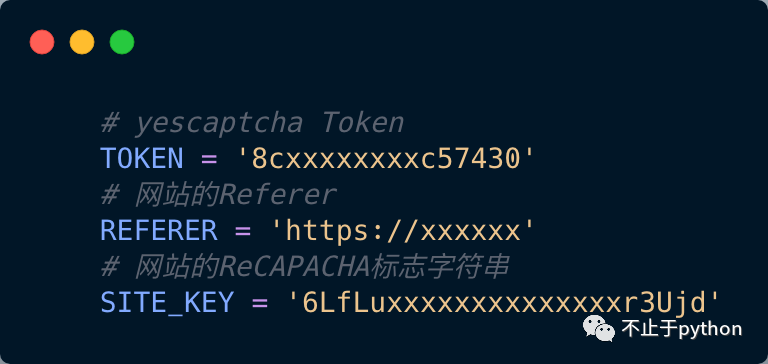 # yescaptcha Token
TOKEN = '8cxxxxxxxxc57430'
# 网站的Referer
REFERER = 'https://xxxxxx'
# 网站的ReCAPACHA标志字符串
SITE_KEY = '6LfLuxxxxxxxxxxxxxxr3Ujd'
不止于python